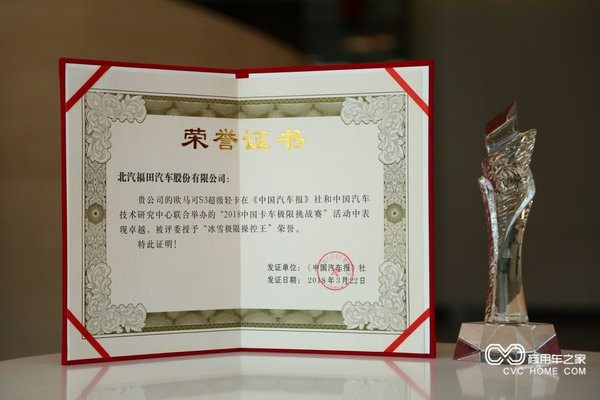 荣誉证书
北汽福田汽车股份有限公司：
贵公司的欧马可S3超级轻卡在《中国汽车报》社和中国汽车
技术研究中心联合举办的“2018中国卡车极限挑战赛”活动中表
现卓越，被评委授予“冰雪极限操控王”荣誉。
特此证明！
发证单位：《中国汽车报》社
发证日期：2018年3月22日
商用车之家
CVC HOME.COM